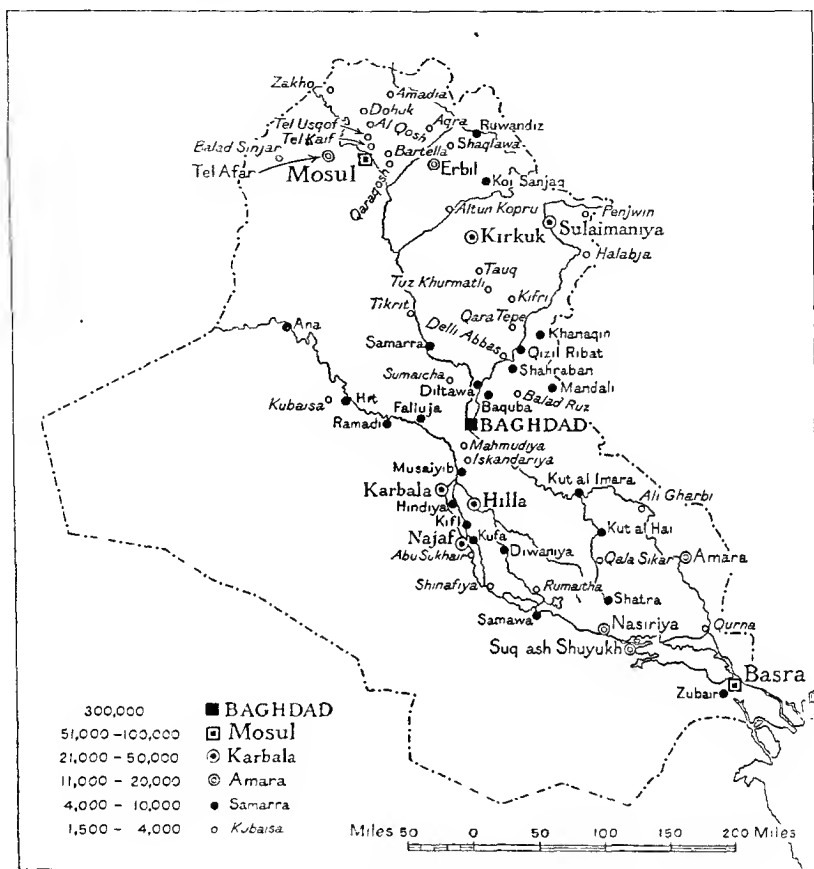 Zakho
Amadia
Dohuk
Tel Usqof
Al Qosh
Aqra
Ruwandiz
Tel Kaif
Shaqlawa
Balad Sinjar
Bartella
Tel Afar
Mosul
Erbil
Qaraqosh
Koi Sanjaq
Altun Kopru
Penjwin
Kirkuk
Sulaimaniya
Halabja
Tauq
Tuz Khurmatli
Kifri
Tikrit
Qara Tepe
Ana
Delli Abbas
Khanaqin
Samarra
Qizil Ribat
Sumaicha
Shahraban
Diltawa
Mandali
Kubaisa
Hit
Falluja
Baquba
Balad Ruz
Ramadi
BAGHDAD
Mahmudiya
Iskandariya
Musaiyib
Kut al Imara
Karbala
Ali Gharbi
Hindiya
Hilla
Kifl
Kut al Hai
Najaf
Kufa
Diwaniya
Abu Sukhair
Qala Sikar
Amara
Shinafiya
Rumaitha
Shatra
Samawa
Nasiriya
Qurna
Suq ash Shuyukh
Basra
Zubair
300,000 BAGHDAD
51,000 - 100,000 Mosul
21,000 - 50,000 Karbala
11,000 - 20,000 Amara
4,000 - 10,000 Samarra
1,500 - 4,000 Kubaisa
Miles 50 0 50 100 200 Miles